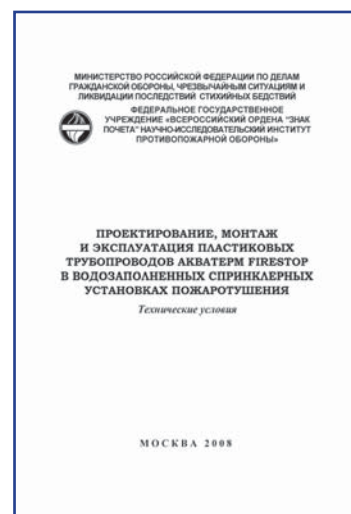 МИНИСТЕРСТВО РОССИЙСКОЙ ФЕДЕРАЦИИ ПО ДЕЛАМ
ГРАЖДАНСКОЙ ОБОРОНЫ, ЧРЕЗВЫЧАЙНЫМ СИТУАЦИЯМ И
ЛИКВИДАЦИИ ПОСЛЕДСТВИЙ СТИХИЙНЫХ БЕДСТВИЙ
ФЕДЕРАЛЬНОЕ ГОСУДАРСТВЕННОЕ
УЧРЕЖДЕНИЕ «ВСЕРОССИЙСКИЙ ОРДЕНА "ЗНАК
ПОЧЕТА" НАУЧНО-ИССЛЕДОВАТЕЛЬСКИЙ ИНСТИТУТ
ПРОТИВОПОЖАРНОЙ ОБОРОНЫ»
ПРОЕКТИРОВАНИЕ, МОНТАЖ
И ЭКСПЛУАТАЦИЯ ПЛАСТИКОВЫХ
ТРУБОПРОВОДОВ АКВАТЕРМ FIRESTOP
В ВОДОЗАПОЛНЕННЫХ СПРИНКЛЕРНЫХ
УСТАНОВКАХ ПОЖАРОТУШЕНИЯ
Технические условия
МОСКВА 2008